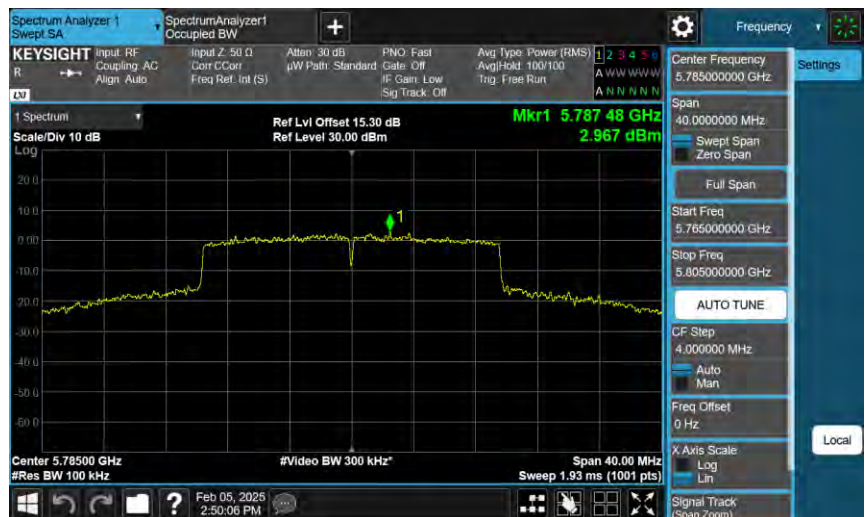 Spectrum Analyzer 1
Swept SA
SpectrumAnalyzer1
Occupied BW
+
Frequency
KEYSIGHT
R
LXI
Input: RF
Coupling: AC
Align: Auto
Input Z: 50 Ω
Corr CCorr
Freq Ref: Int (S)
Atten: 30 dB
µW Path: Standard
PNO: Fast
Gate: Off
IF Gain: Low
Sig Track: Off
Avg Type: Power (RMS)
Avg|Hold: 100/100
Trig: Free Run
1 2 3 4 5 6
A W W W W W
A N N N N N
1 Spectrum
Scale/Div 10 dB
Ref Lvl Offset 15.30 dB
Ref Level 30.00 dBm
Mkr1 5.787 48 GHz
2.967 dBm
Log
20.0
10.0
0.00
-10.0
-20.0
-30.0
-40.0
-50.0
-60.0
1
Center 5.78500 GHz
#Res BW 100 kHz
#Video BW 300 kHz*
Span 40.00 MHz
Sweep 1.93 ms (1001 pts)
Center Frequency
5.785000000 GHz
Settings
Span
40.0000000 MHz
Swept Span
Zero Span
Full Span
Start Freq
5.765000000 GHz
Stop Freq
5.805000000 GHz
AUTO TUNE
CF Step
4.000000 MHz
Auto
Man
Freq Offset
0 Hz
X Axis Scale
Log
Lin
Local
Signal Track
(Span Zoom)
?
Feb 05, 2025
2:50:06 PM